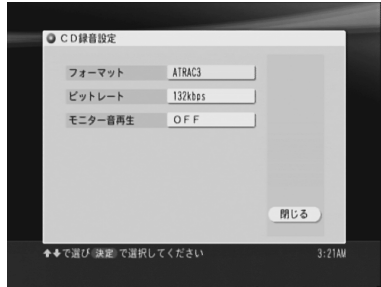 CD録音設定
フォーマット ATRAC3
ビットレート 132kbps
モニター音再生 OFF
閉じる
↑↓で選び 決定 で選択してください 3:21AM